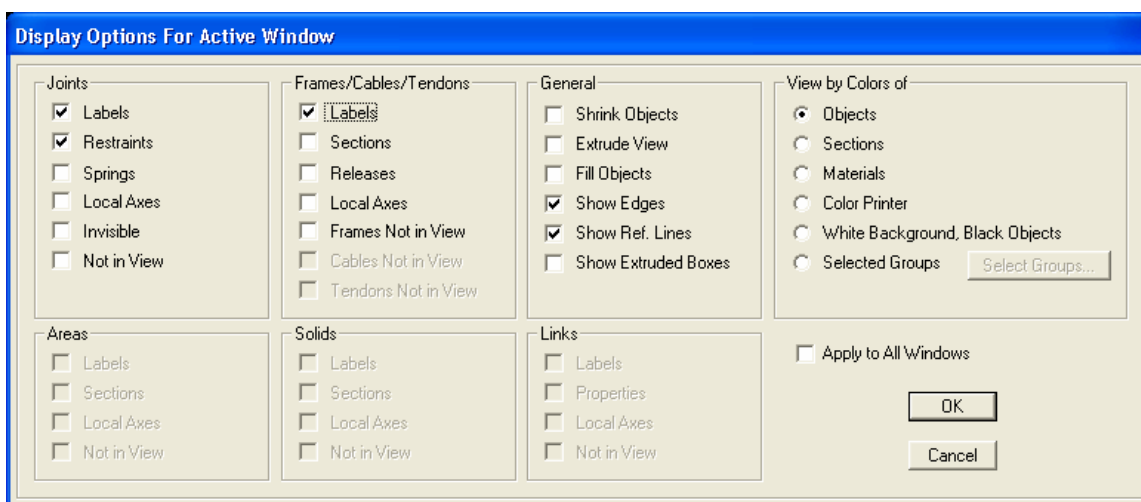 Display Options For Active Window
Joints
Labels
Restraints
Springs
Local Axes
Invisible
Not in View
Frames/Cables/Tendons
Labels
Sections
Releases
Local Axes
Frames Not in View
Cables Not in View
Tendons Not in View
General
Shrink Objects
Extrude View
Fill Objects
Show Edges
Show Ref. Lines
Show Extruded Boxes
View by Colors of
Objects
Sections
Materials
Color Printer
White Background, Black Objects
Selected Groups
Select Groups...
Areas
Labels
Sections
Local Axes
Not in View
Solids
Labels
Sections
Local Axes
Not in View
Links
Labels
Properties
Local Axes
Not in View
Apply to All Windows
OK
Cancel